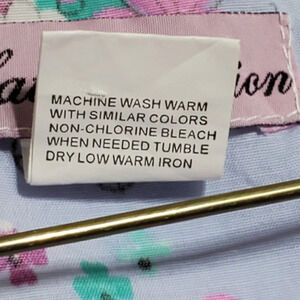 MACHINE WASH WARM
WITH SIMILAR COLORS
NON-CHLORINE BLEACH
WHEN NEEDED TUMBLE
DRY LOW WARM IRON